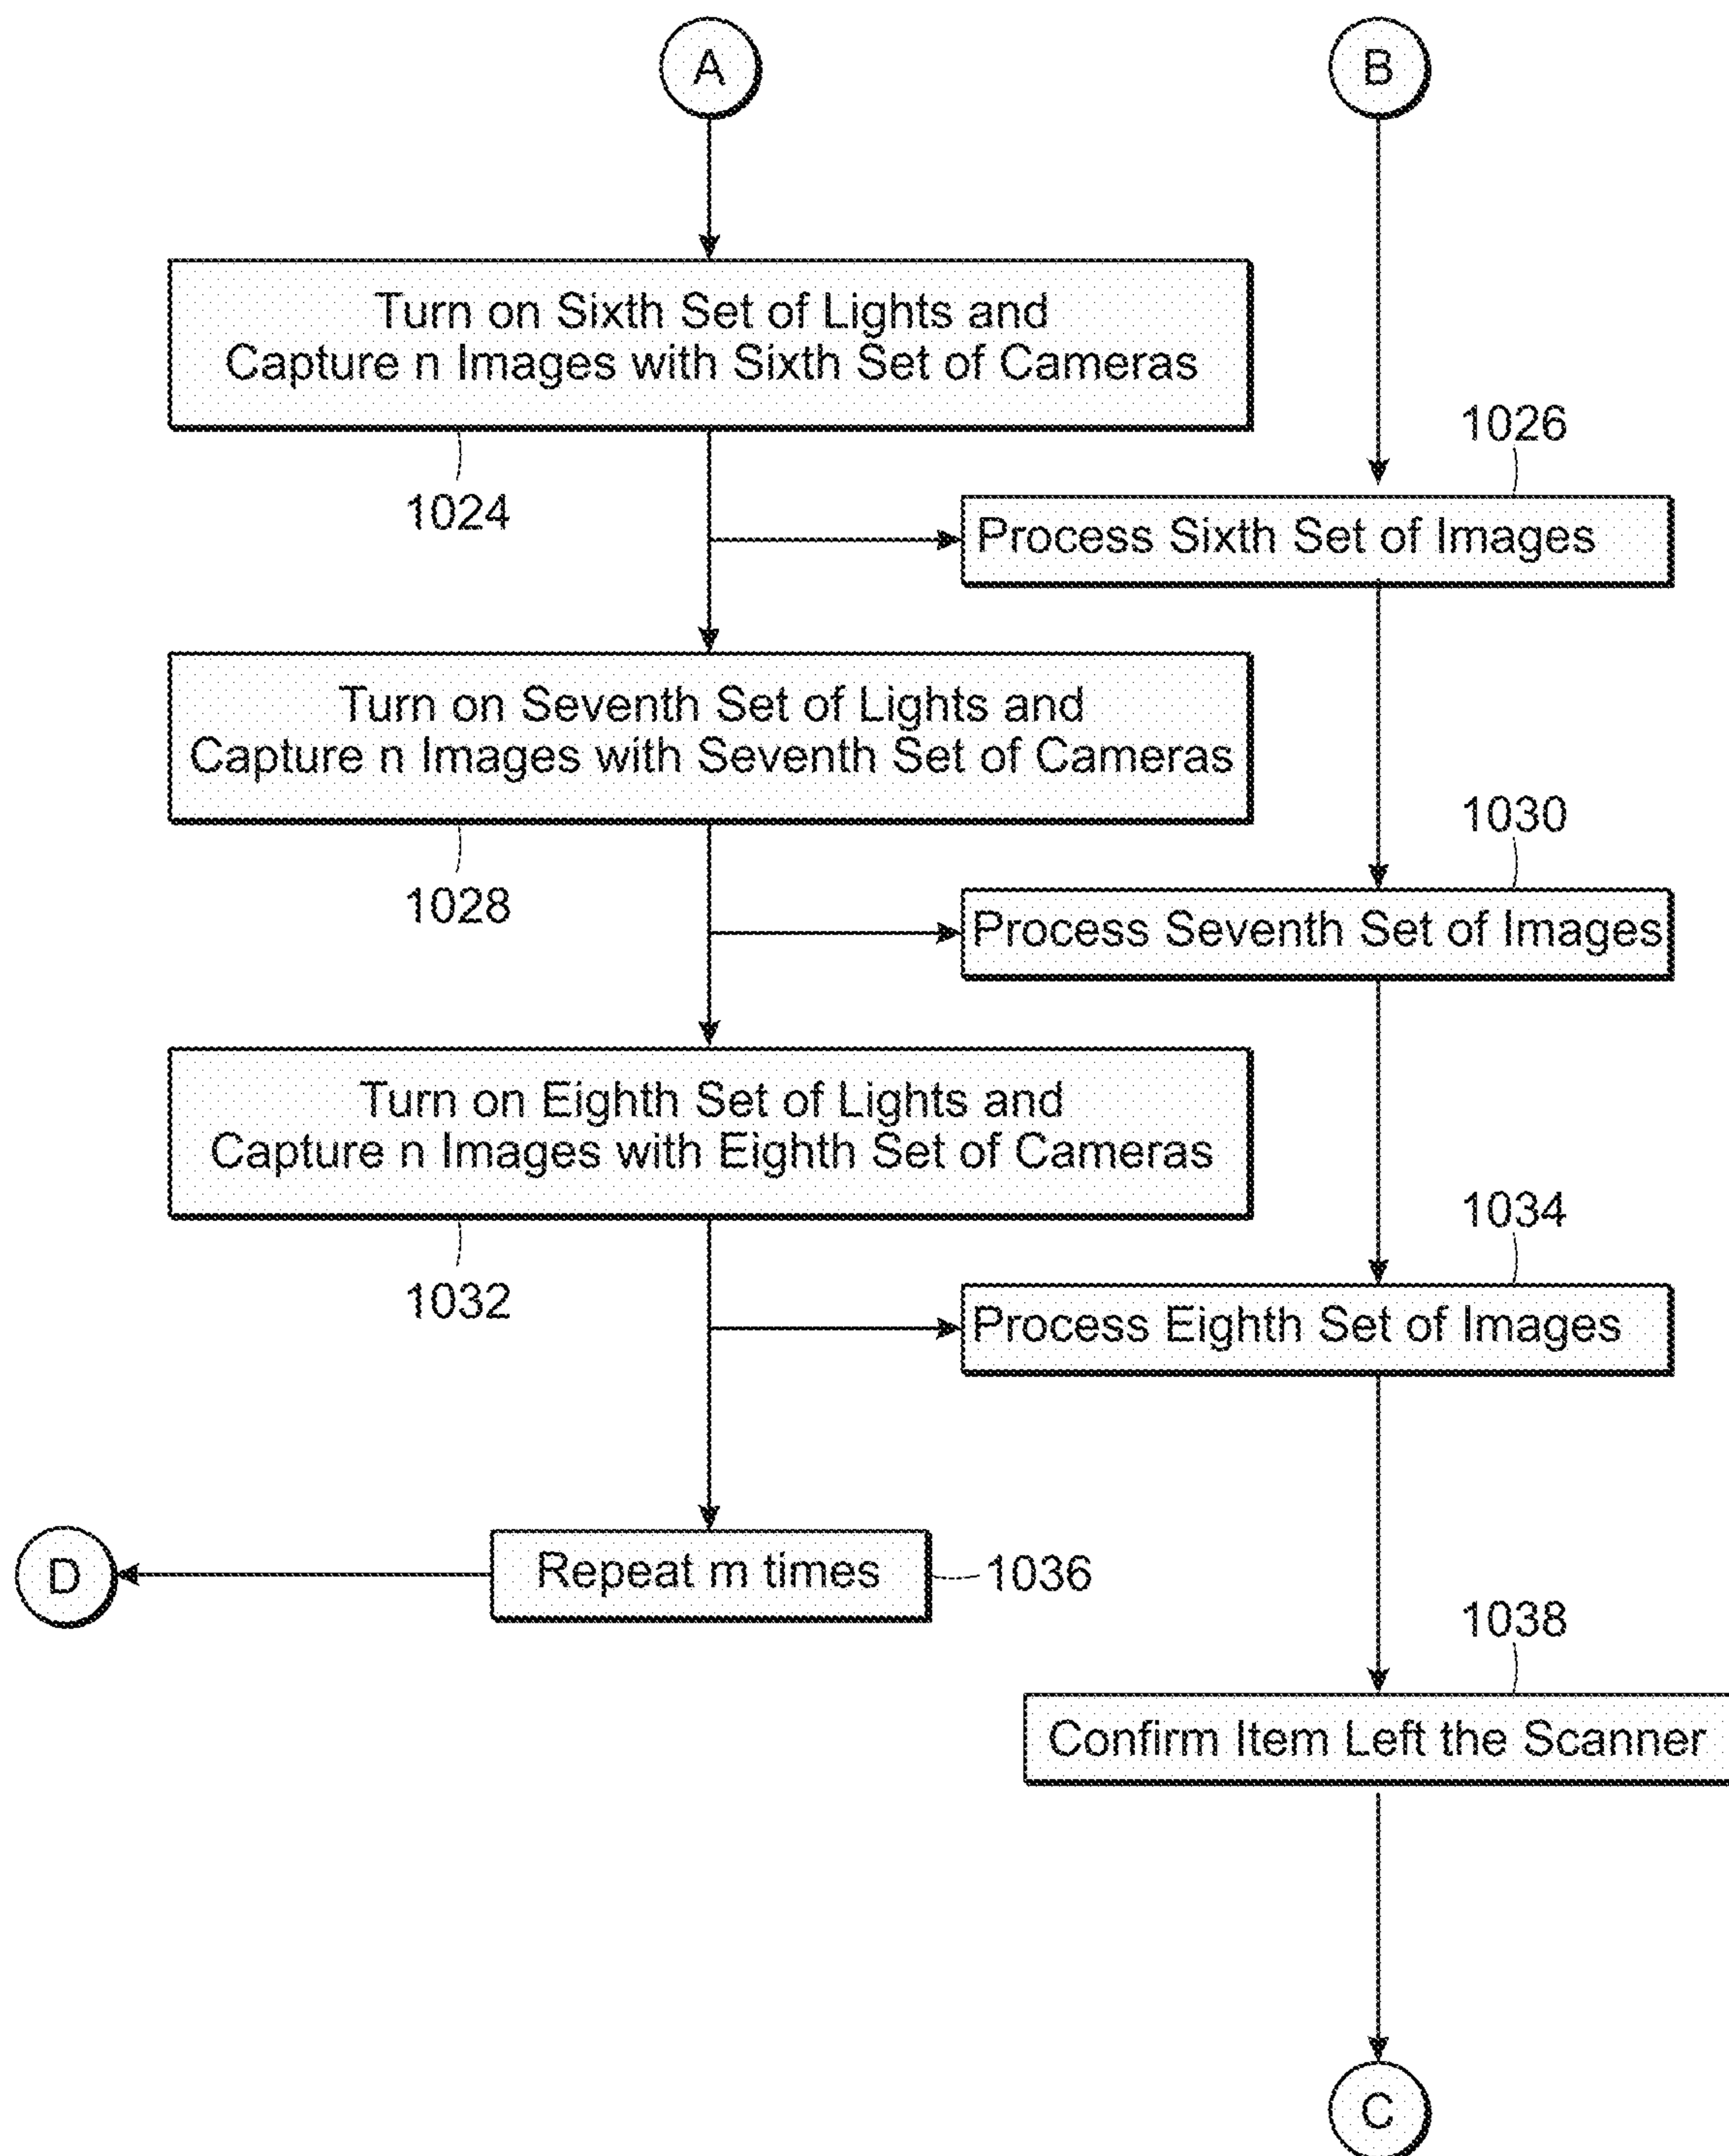 A
B
Turn on Sixth Set of Lights and
Capture n Images with Sixth Set of Cameras
1024
1026
Process Sixth Set of Images
Turn on Seventh Set of Lights and
Capture n Images with Seventh Set of Cameras
1028
1030
Process Seventh Set of Images
Turn on Eighth Set of Lights and
Capture n Images with Eighth Set of Cameras
1032
1034
Process Eighth Set of Images
D
Repeat m times
1036
1038
Confirm Item Left the Scanner
C